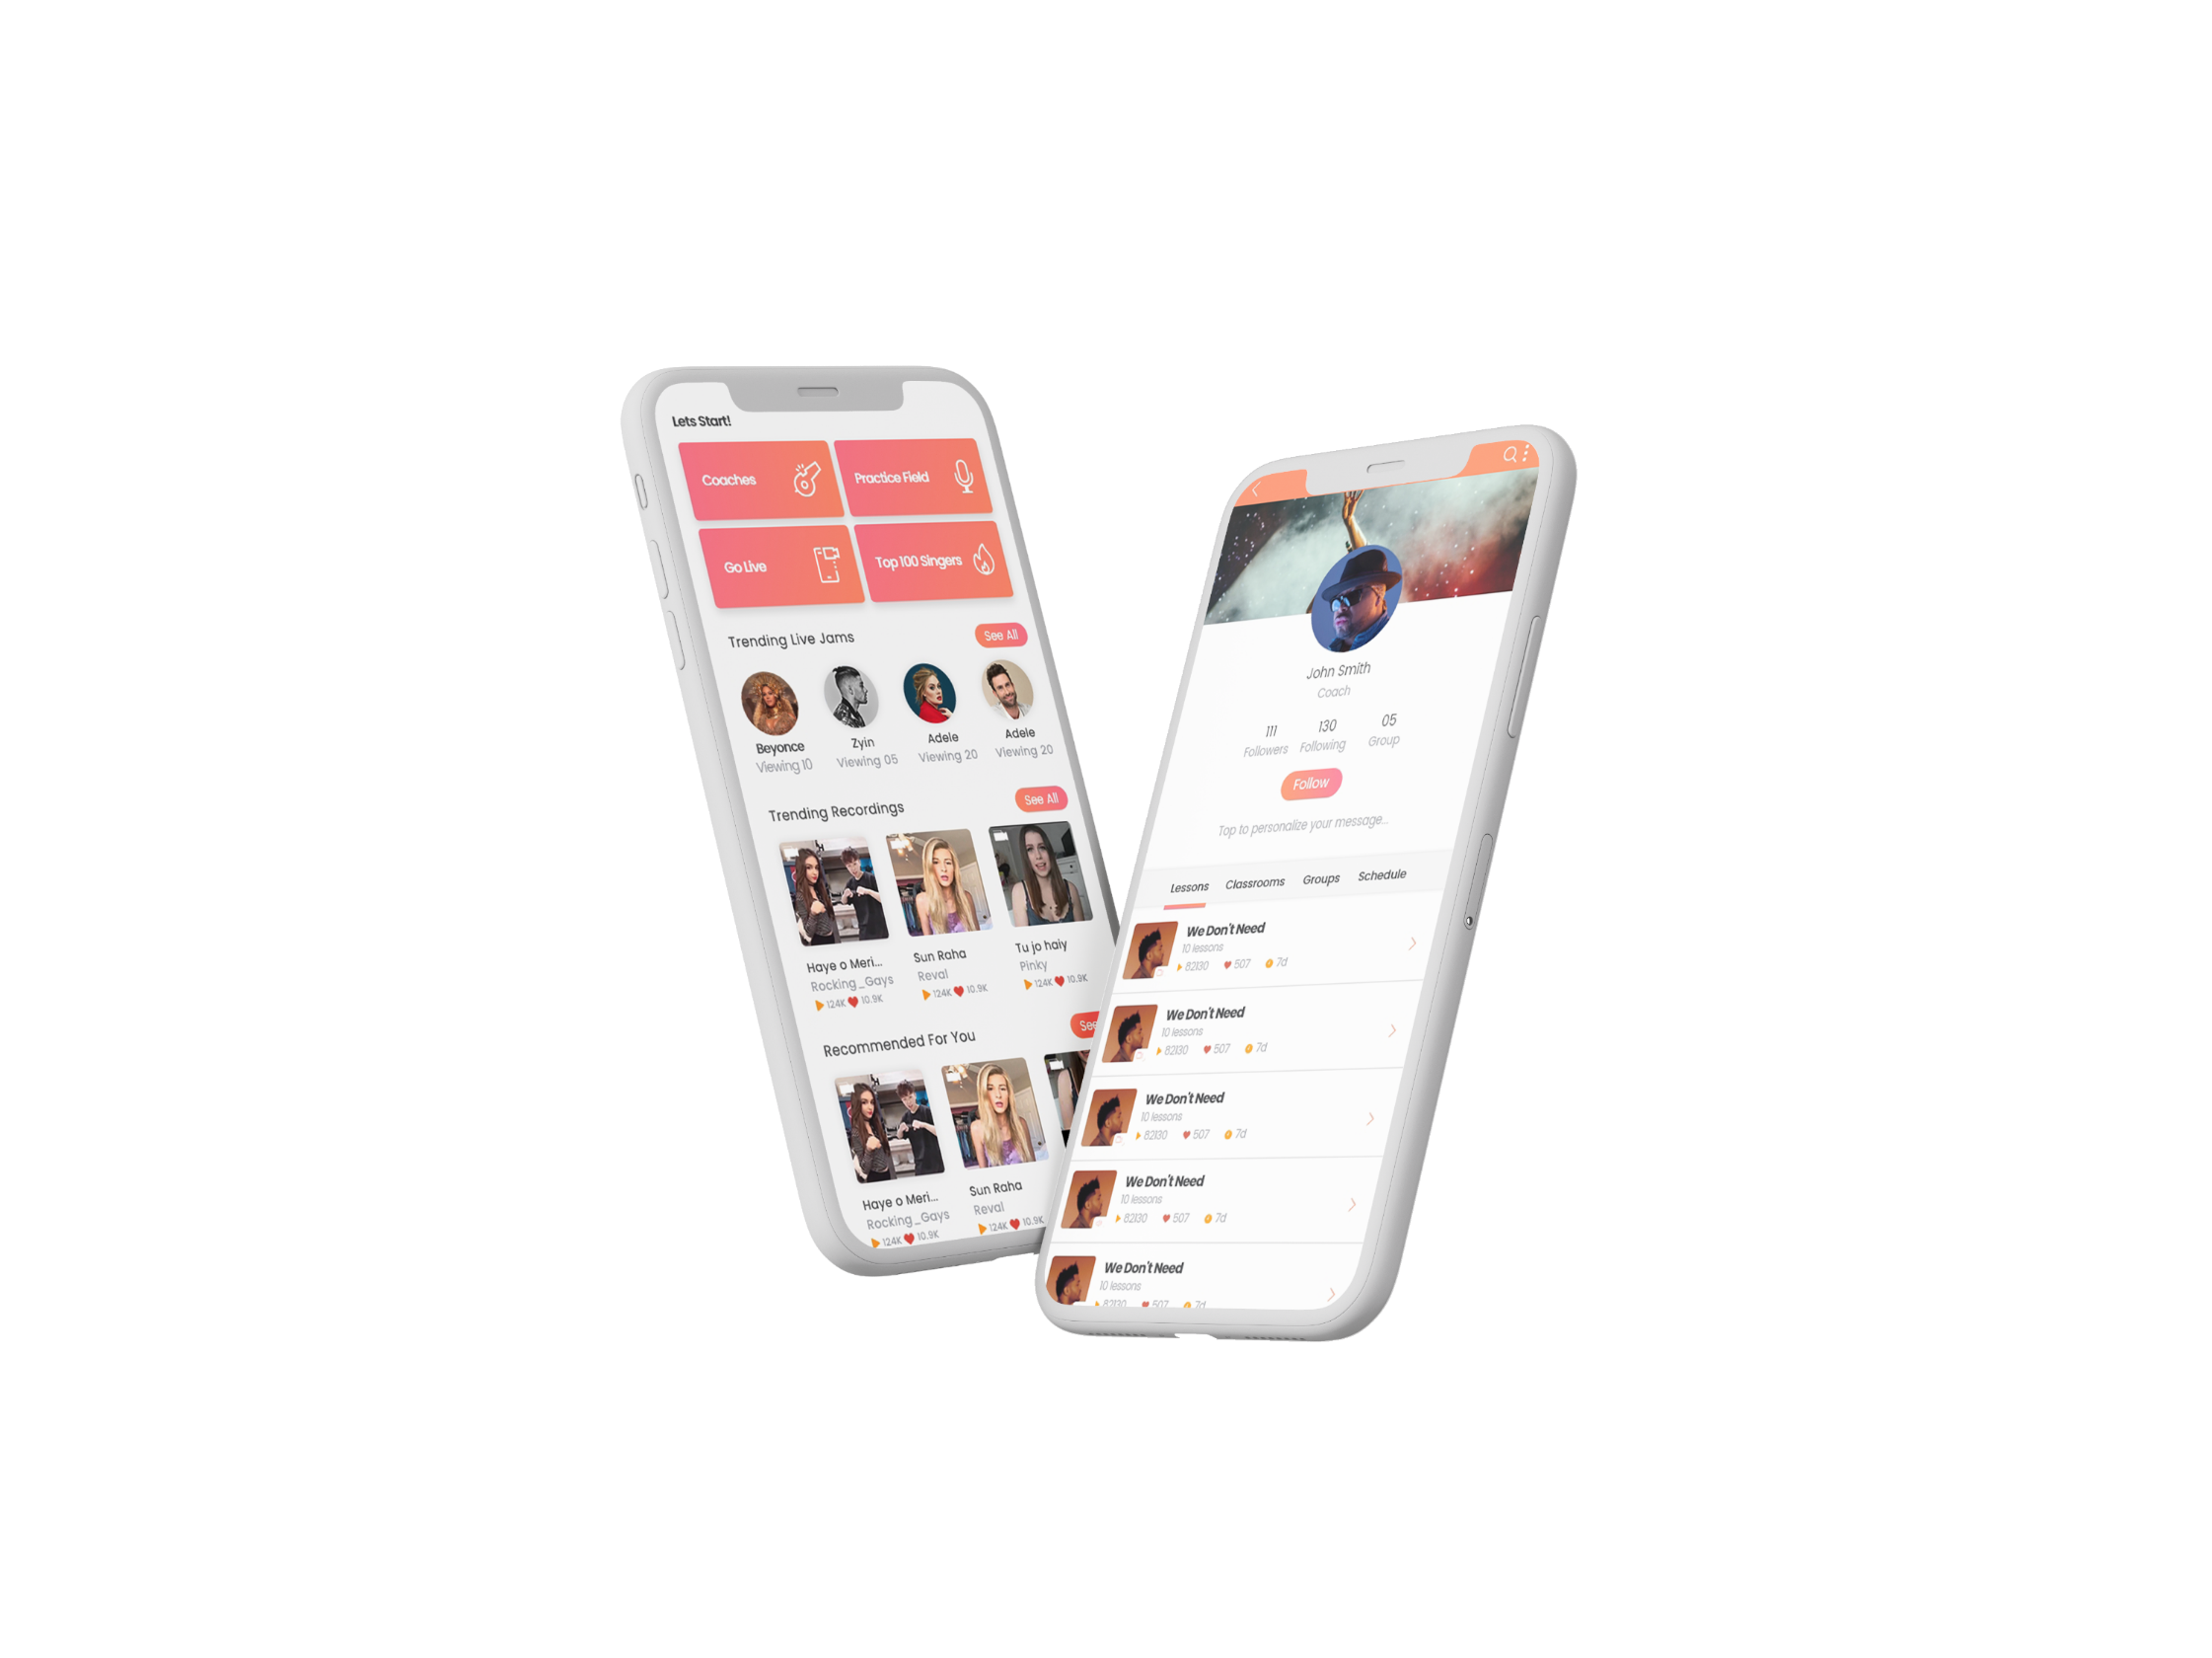 Lets Start!
Coaches
Practice Field
Go Live
Top 100 Singers
Trending Live Jams
See All
Beyonce
Viewing 10
Zyin
Viewing 05
Adele
Viewing 20
Adele
Viewing 20
Trending Recordings
See All
Haye o Meri...
Rocking_Gays
124K 10.9K
Sun Raha
Reval
124K 10.9K
Tu jo haiy
Pinky
124K 10.9K
Recommended For You
See
Haye o Meri...
Rocking_Gays
124K 10.9K
Sun Raha
Reval
124K 10.9K
John Smith
Coach
111
Followers
130
Following
05
Group
Follow
Top to personalize your message...
Lessons Classrooms Groups Schedule
We Don't Need
10 lessons
82130 507 7d
We Don't Need
10 lessons
82130 507 7d
We Don't Need
10 lessons
82130 507 7d
We Don't Need
10 lessons
82130 507 7d
We Don't Need
10 lessons
82130 507 7d